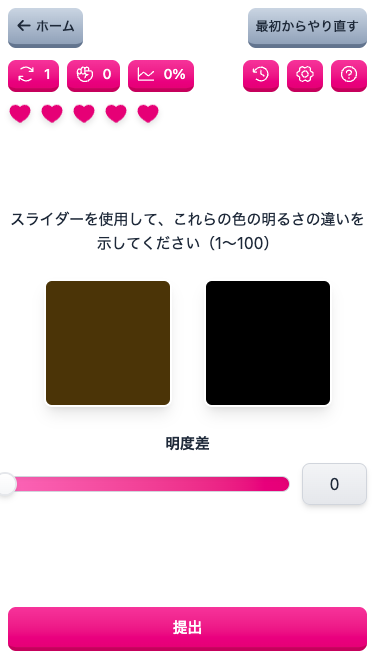 ホーム
最初からやり直す
1
0
0%
スライダーを使用して、これらの色の明るさの違いを
示してください（1〜100）
明度差
0
提出